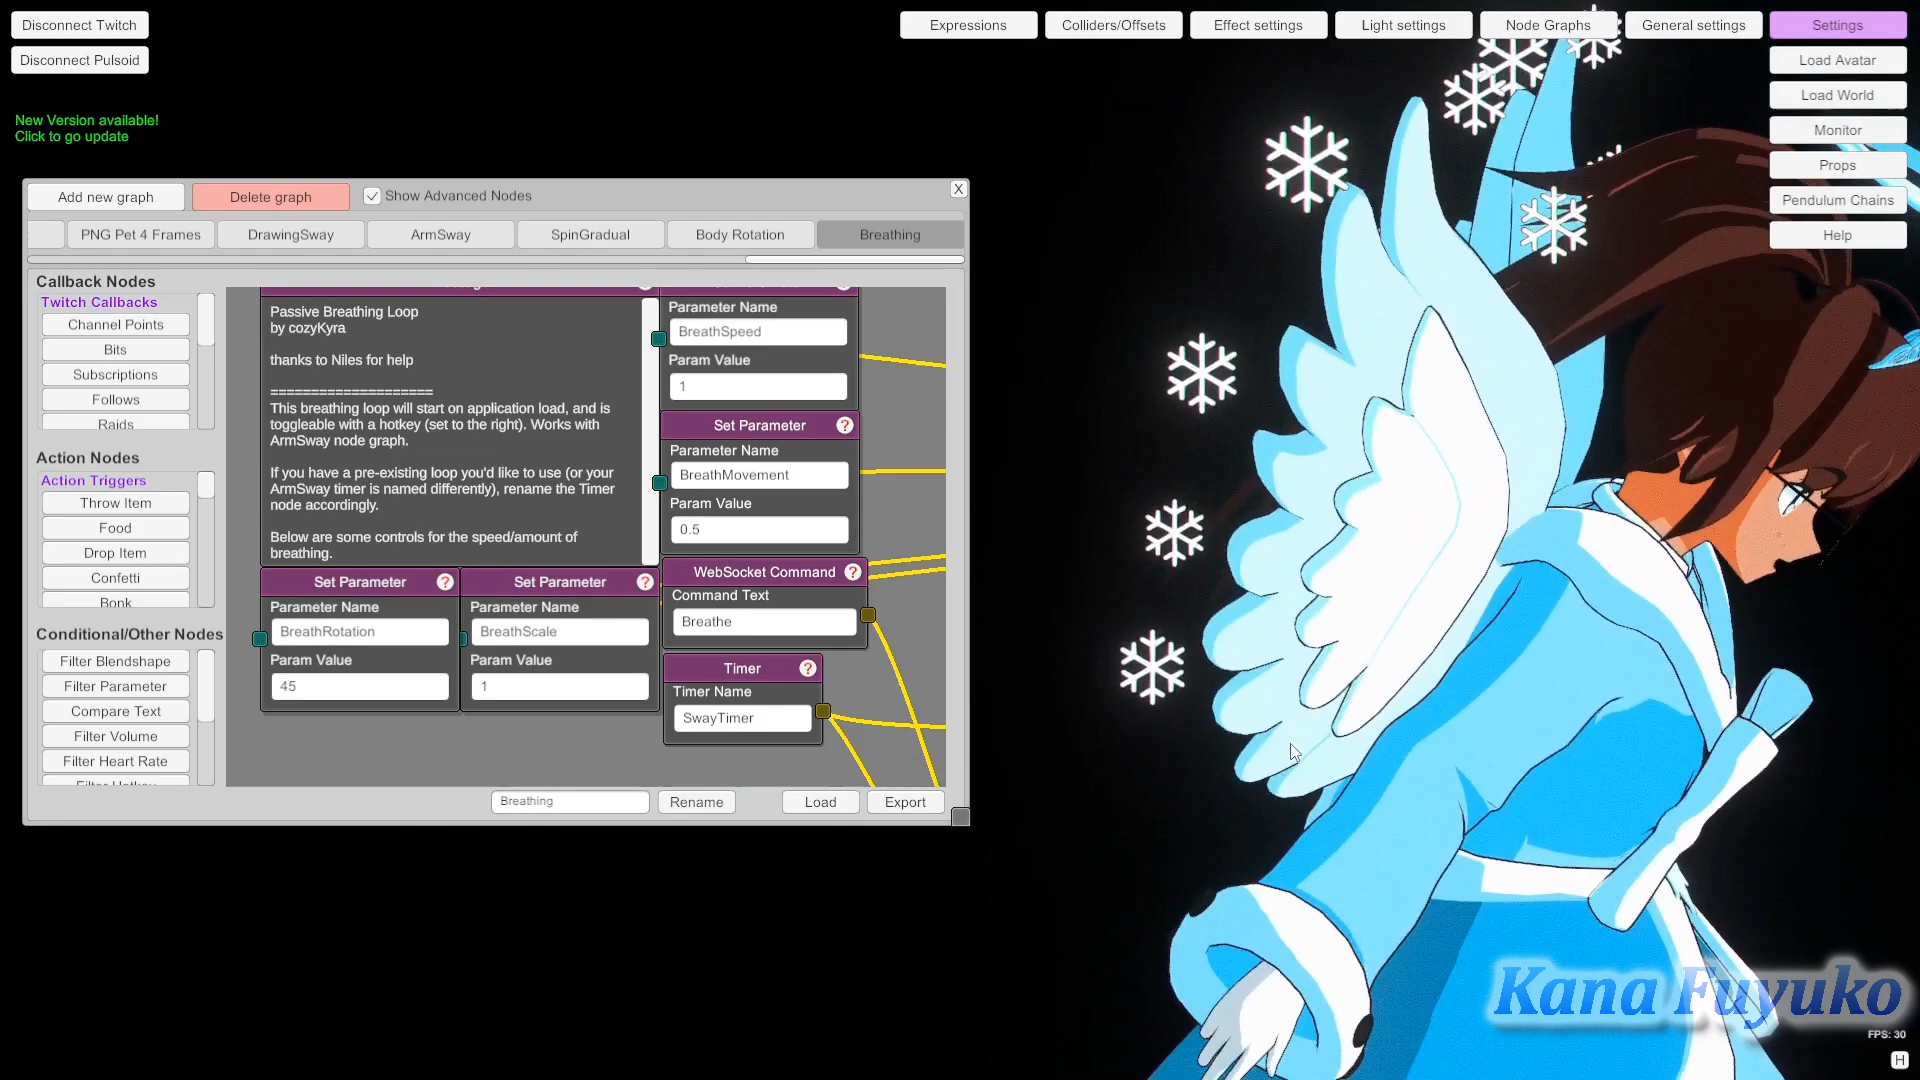 Disconnect Twitch
Disconnect Pulsoid
Expressions
Colliders/Offsets
Effect settings
Light settings
Node Graphs
General settings
Settings
Load Avatar
Load World
Monitor
Props
Pendulum Chains
Help
New Version available!
Click to go update
Add new graph
Delete graph
Show Advanced Nodes
X
PNG Pet 4 Frames
DrawingSway
ArmSway
SpinGradual
Body Rotation
Breathing
Callback Nodes
Twitch Callbacks
Channel Points
Bits
Subscriptions
Follows
Raids
Action Nodes
Action Triggers
Throw Item
Food
Drop Item
Confetti
Bonk
Conditional/Other Nodes
Filter Blendshape
Filter Parameter
Compare Text
Filter Volume
Filter Heart Rate
Filter Hotkey
Passive Breathing Loop
by cozyKyra
thanks to Niles for help
====================
This breathing loop will start on application load, and is
toggleable with a hotkey (set to the right). Works with
ArmSway node graph.
If you have a pre-existing loop you'd like to use (or your
ArmSway timer is named differently), rename the Timer
node accordingly.
Below are some controls for the speed/amount of
breathing.
Parameter Name
BreathSpeed
Param Value
1
Set Parameter ?
Parameter Name
BreathMovement
Param Value
0.5
Set Parameter ?
Parameter Name
BreathRotation
Param Value
45
Set Parameter ?
Parameter Name
BreathScale
Param Value
1
WebSocket Command ?
Command Text
Breathe
Timer ?
Timer Name
SwayTimer
Breathing
Rename
Load
Export
Kana Fuyuko
FPS: 30
H